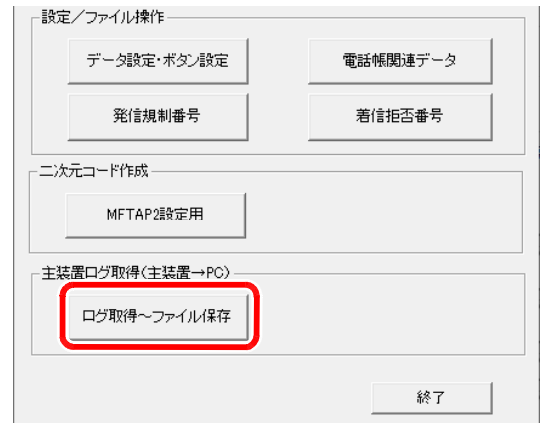 設定／ファイル操作
データ設定・ボタン設定
電話帳関連データ
発信規制番号
着信拒否番号
二次元コード作成
MFTAP2設定用
主装置ログ取得(主装置→PC)
ログ取得～ファイル保存
終了